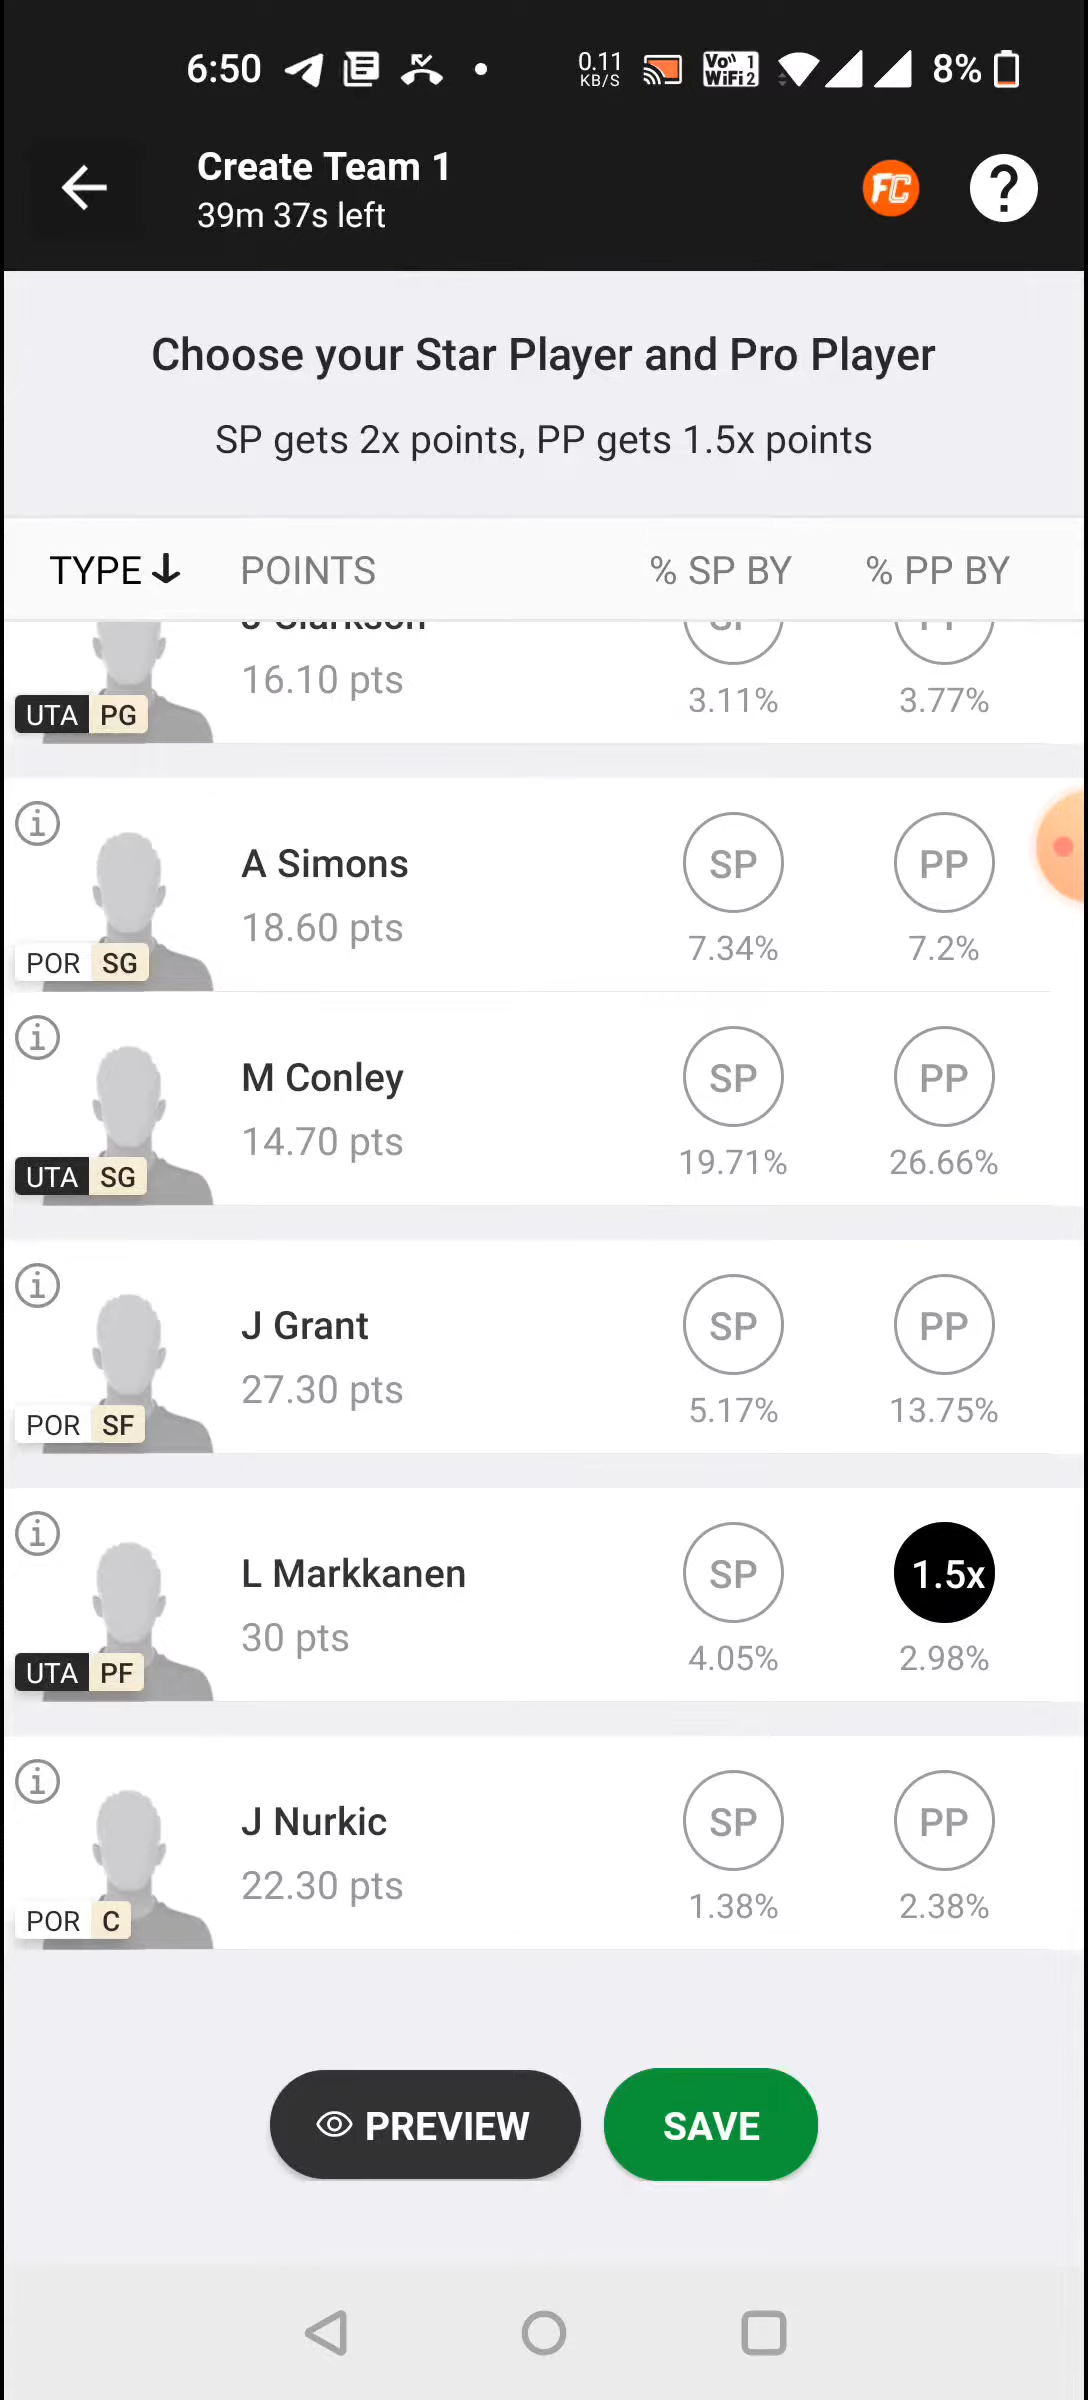 6:50
0.11
KB/S
Vo 1
WiFi 2
8%
Create Team 1
39m 37s left
FC
?
Choose your Star Player and Pro Player
SP gets 2x points, PP gets 1.5x points
TYPE POINTS % SP BY % PP BY
J Clarkson SP PP
16.10 pts
3.11% 3.77%
UTA PG
A Simons SP PP
18.60 pts
7.34% 7.2%
POR SG
M Conley SP PP
14.70 pts
19.71% 26.66%
UTA SG
J Grant SP PP
27.30 pts
5.17% 13.75%
POR SF
L Markkanen SP 1.5x
30 pts
4.05% 2.98%
UTA PF
J Nurkic SP PP
22.30 pts
1.38% 2.38%
POR C
PREVIEW SAVE